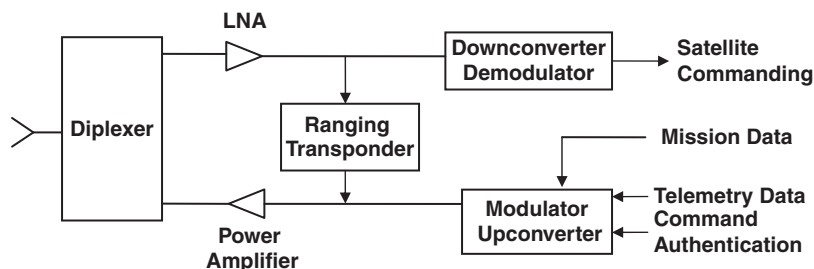 LNA
Downconverter
Demodulator
Satellite
Commanding
Diplexer
Ranging
Transponder
Mission Data
Modulator
Upconverter
Telemetry Data
Command
Authentication
Power
Amplifier